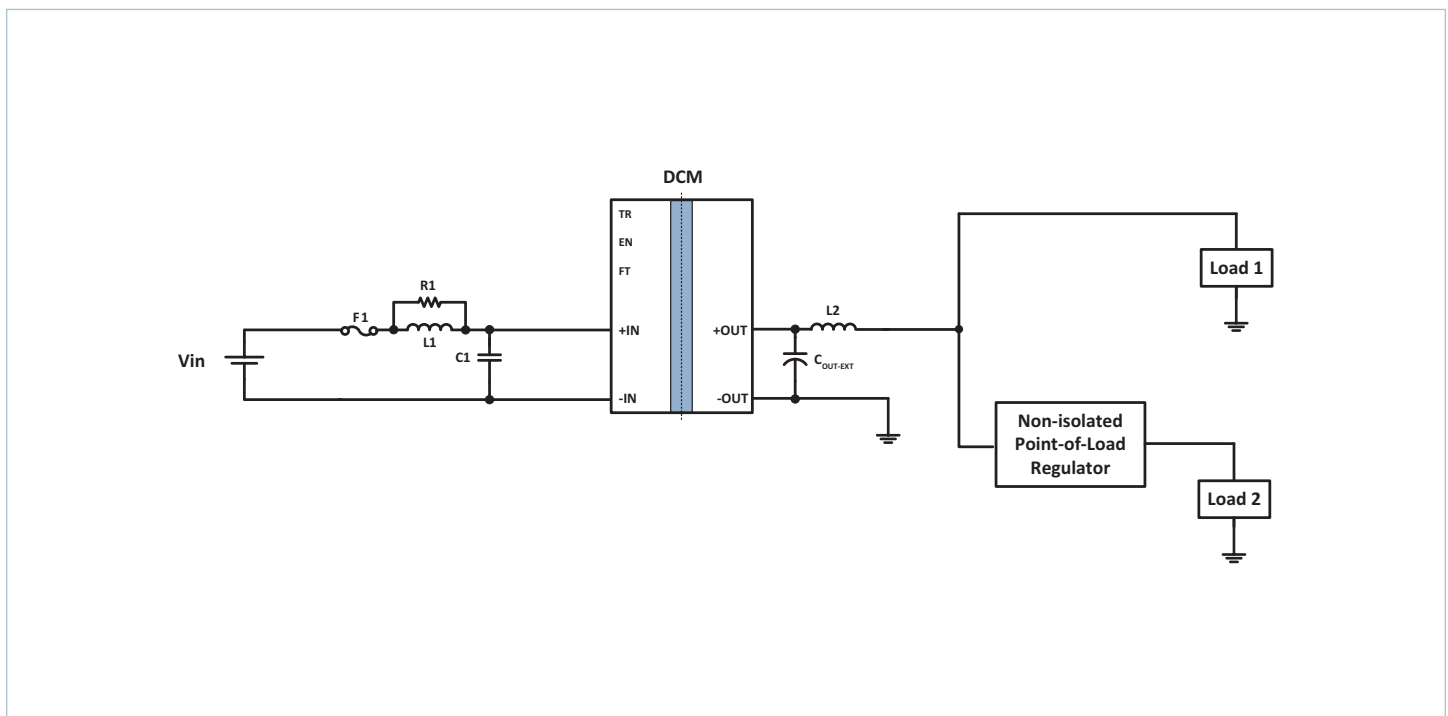 DCM
TR
EN
FT
R1
F1
L1
C1
Vin
+IN
-IN
+OUT
-OUT
L2
COUT-EXT
Load 1
Non-isolated
Point-of-Load
Regulator
Load 2